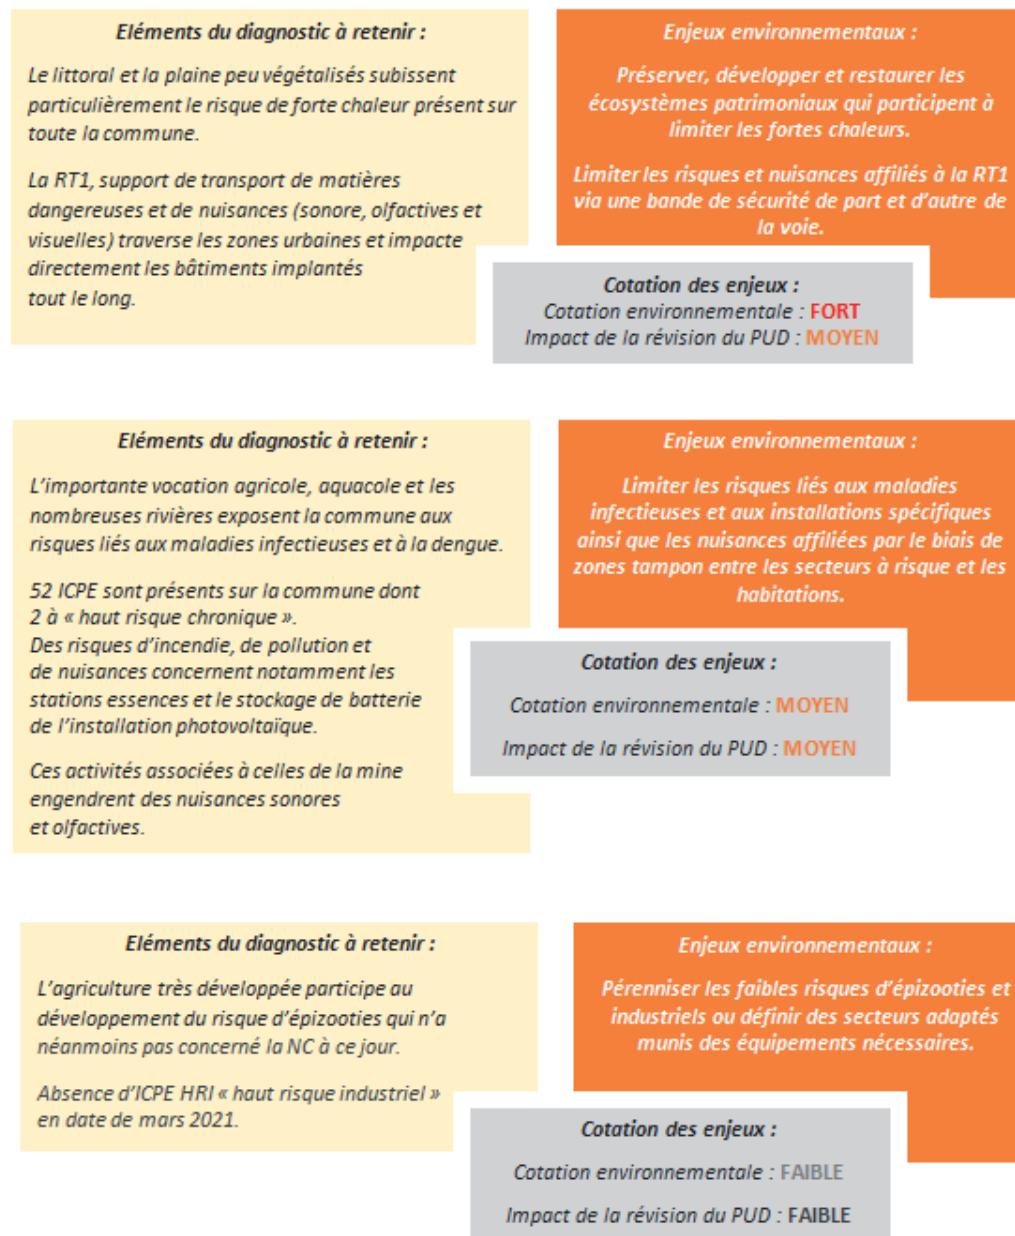 Eléments du diagnostic à retenir :
Le littoral et la plaine peu végétalisés subissent
particulièrement le risque de forte chaleur présent sur
toute la commune.
La RT1, support de transport de matières
dangereuses et de nuisances (sonore, olfactives et
visuelles) traverse les zones urbaines et impacte
directement les bâtiments implantés
tout le long.
Enjeux environnementaux :
Préserver, développer et restaurer les
écosystèmes patrimoniaux qui participent à
limiter les fortes chaleurs.
Limiter les risques et nuisances affiliés à la RT1
via une bande de sécurité de part et d'autre de
la voie.
Cotation des enjeux :
Cotation environnementale : FORT
Impact de la révision du PUD : MOYEN
Eléments du diagnostic à retenir :
L'importante vocation agricole, aquacole et les
nombreuses rivières exposent la commune aux
risques liés aux maladies infectieuses et à la dengue.
52 ICPE sont présents sur la commune dont
2 à « haut risque chronique ».
Des risques d'incendie, de pollution et
de nuisances concernent notamment les
stations essences et le stockage de batterie
de l'installation photovoltaïque.
Ces activités associées à celles de la mine
engendrent des nuisances sonores
et olfactives.
Enjeux environnementaux :
Limiter les risques liés aux maladies
infectieuses et aux installations spécifiques
ainsi que les nuisances affiliées par le biais de
zones tampon entre les secteurs à risque et les
habitations.
Cotation des enjeux :
Cotation environnementale : MOYEN
Impact de la révision du PUD : MOYEN
Eléments du diagnostic à retenir :
L'agriculture très développée participe au
développement du risque d'épizooties qui n'a
néanmoins pas concerné la NC à ce jour.
Absence d'ICPE HRI « haut risque industriel »
en date de mars 2021.
Enjeux environnementaux :
Pérenniser les faibles risques d'épizooties et
industriels ou définir des secteurs adaptés
munis des équipements nécessaires.
Cotation des enjeux :
Cotation environnementale : FAIBLE
Impact de la révision du PUD : FAIBLE